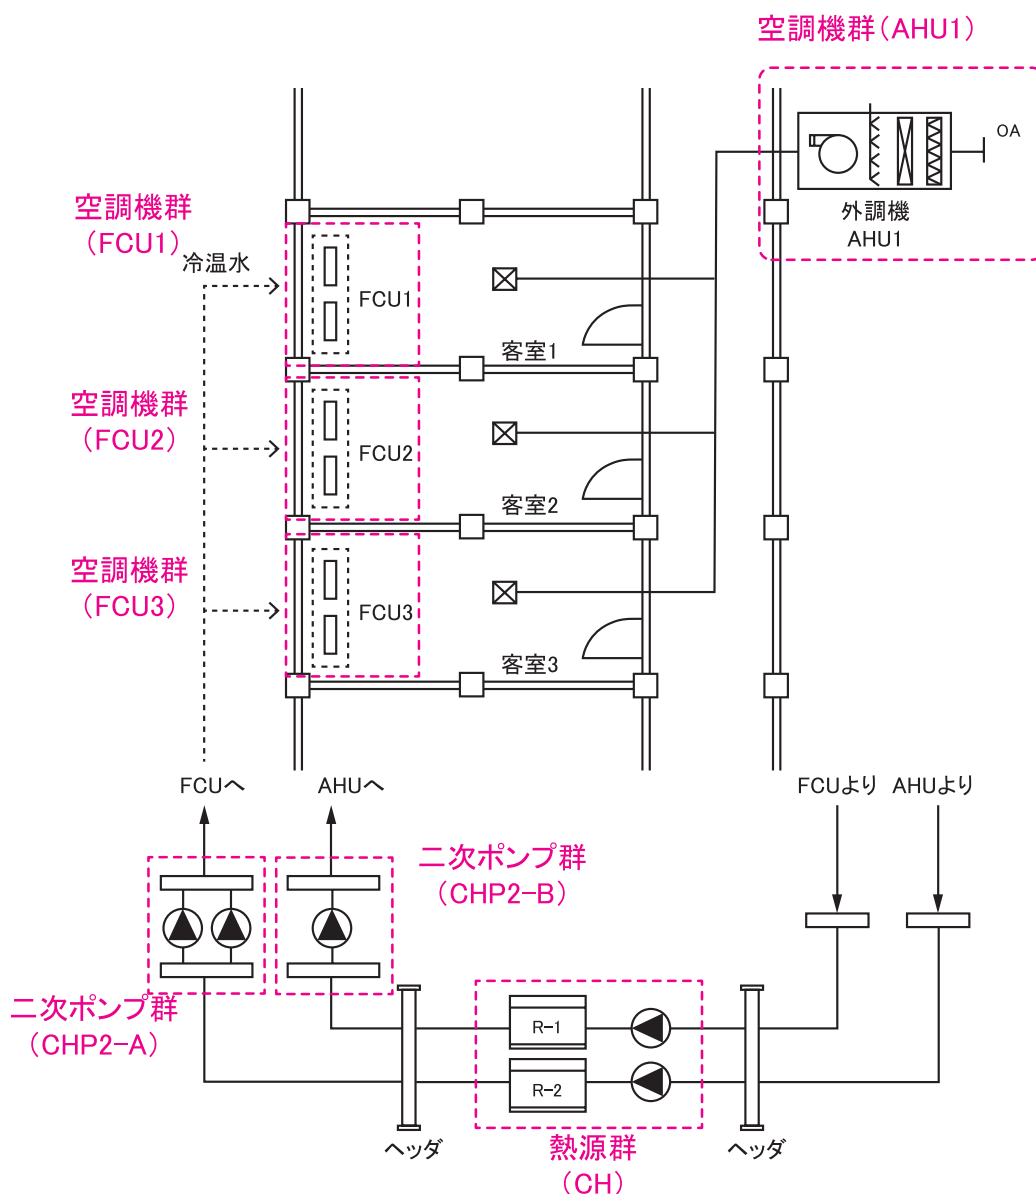 空調機群(AHU1)
OA
外調機
AHU1
空調機群
(FCU1)
冷温水
FCU1
客室1
空調機群
(FCU2)
FCU2
客室2
空調機群
(FCU3)
FCU3
客室3
FCUへ
AHUへ
FCUより
AHUより
二次ポンプ群
(CHP2-B)
二次ポンプ群
(CHP2-A)
R-1
R-2
ヘッダ
ヘッダ
熱源群
(CH)